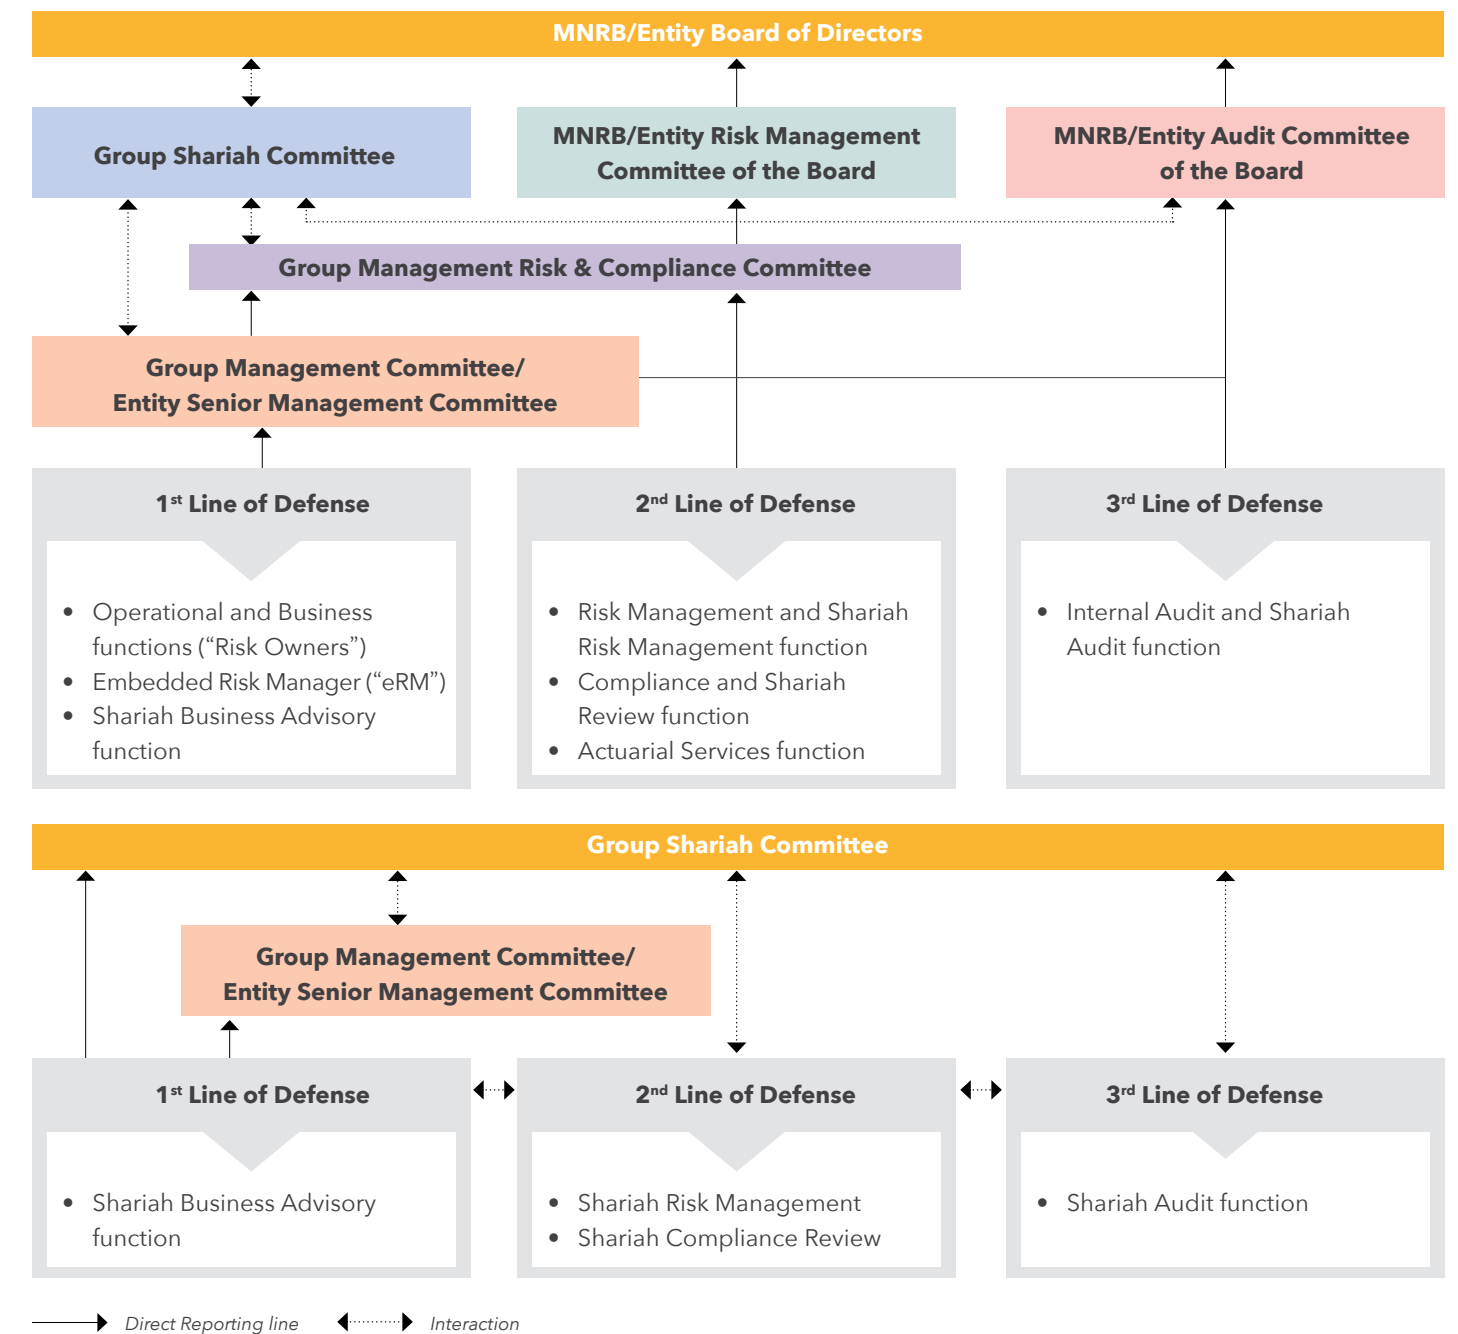 MNRB/Entity Board of Directors
Group Shariah Committee
MNRB/Entity Risk Management
Committee of the Board
MNRB/Entity Audit Committee
of the Board
Group Management Risk & Compliance Committee
Group Management Committee/
Entity Senior Management Committee
1st Line of Defense
• Operational and Business
functions (“Risk Owners”)
• Embedded Risk Manager (“eRM”)
• Shariah Business Advisory
function
2nd Line of Defense
• Risk Management and Shariah
Risk Management function
• Compliance and Shariah
Review function
• Actuarial Services function
3rd Line of Defense
• Internal Audit and Shariah
Audit function
Group Shariah Committee
Group Management Committee/
Entity Senior Management Committee
1st Line of Defense
• Shariah Business Advisory
function
2nd Line of Defense
• Shariah Risk Management
• Shariah Compliance Review
3rd Line of Defense
• Shariah Audit function
Direct Reporting line
Interaction